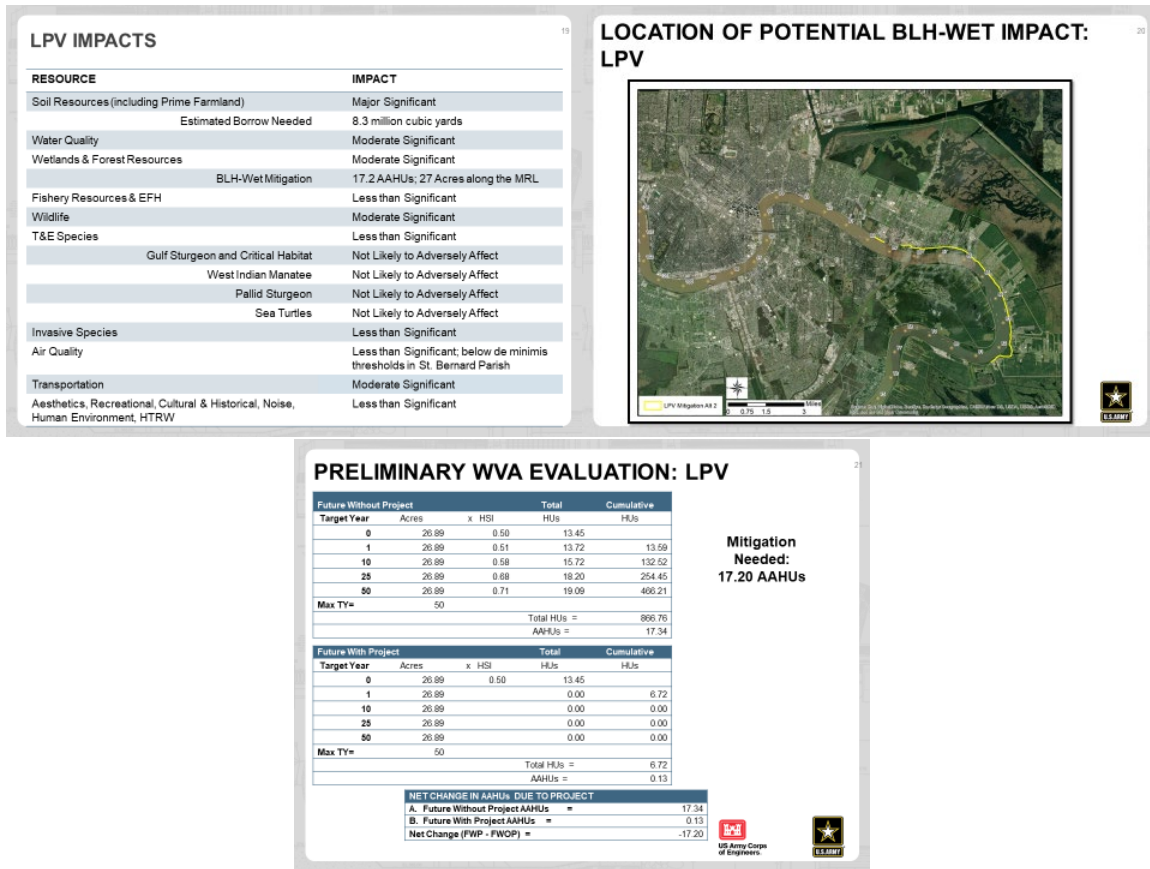 19
LPV IMPACTS
RESOURCE IMPACT
Soil Resources (including Prime Farmland) Major Significant
Estimated Borrow Needed 8.3 million cubic yards
Water Quality Moderate Significant
Wetlands & Forest Resources Moderate Significant
BLH-Wet Mitigation 17.2 AAHUs; 27 Acres along the MRL
Fishery Resources & EFH Less than Significant
Wildlife Moderate Significant
T&E Species Less than Significant
Gulf Sturgeon and Critical Habitat Not Likely to Adversely Affect
West Indian Manatee Not Likely to Adversely Affect
Pallid Sturgeon Not Likely to Adversely Affect
Sea Turtles Not Likely to Adversely Affect
Invasive Species Less than Significant
Air Quality Less than Significant; below de minimis
thresholds in St. Bernard Parish
Transportation Moderate Significant
Aesthetics, Recreational, Cultural & Historical, Noise, Less than Significant
Human Environment, HTRW
20
LOCATION OF POTENTIAL BLH-WET IMPACT:
LPV
LPV Mitigation Alt 2
Miles
0 0.75 1.5 3
U.S.ARMY
21
PRELIMINARY WVA EVALUATION: LPV
Future Without Project Total Cumulative
Target Year Acres x HSI HUs HUs
0 26.89 0.50 13.45
1 26.89 0.51 13.72 13.59
10 26.89 0.58 15.72 132.52
25 26.89 0.68 18.20 254.45
50 26.89 0.71 19.09 466.21
Max TY= 50
Total HUs = 866.76
AAHUs = 17.34
Mitigation
Needed:
17.20 AAHUs
Future With Project Total Cumulative
Target Year Acres x HSI HUs HUs
0 26.89 0.50 13.45
1 26.89 0.00 6.72
10 26.89 0.00 0.00
25 26.89 0.00 0.00
50 26.89 0.00 0.00
Max TY= 50
Total HUs = 6.72
AAHUs = 0.13
NET CHANGE IN AAHUs DUE TO PROJECT
A. Future Without Project AAHUs = 17.34
B. Future With Project AAHUs = 0.13
Net Change (FWP - FWOP) = -17.20
US Army Corps
of Engineers.
U.S.ARMY